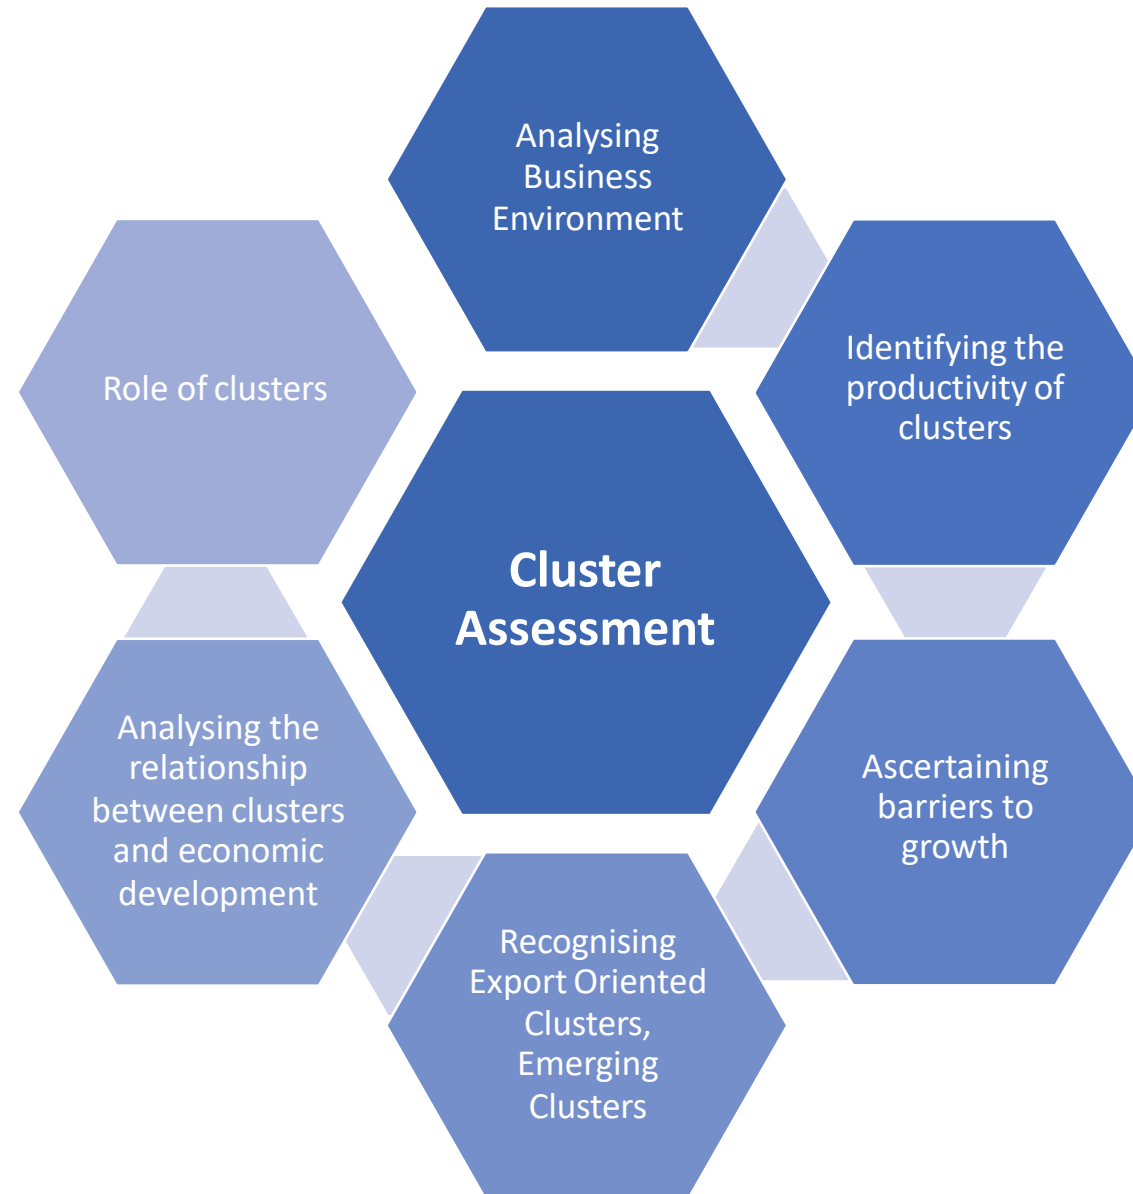 Analysing
Business
Environment
Identifying the
productivity of
clusters
Ascertaining
barriers to
growth
Recognising
Export Oriented
Clusters,
Emerging
Clusters
Analysing the
relationship
between clusters
and economic
development
Role of clusters
Cluster
Assessment